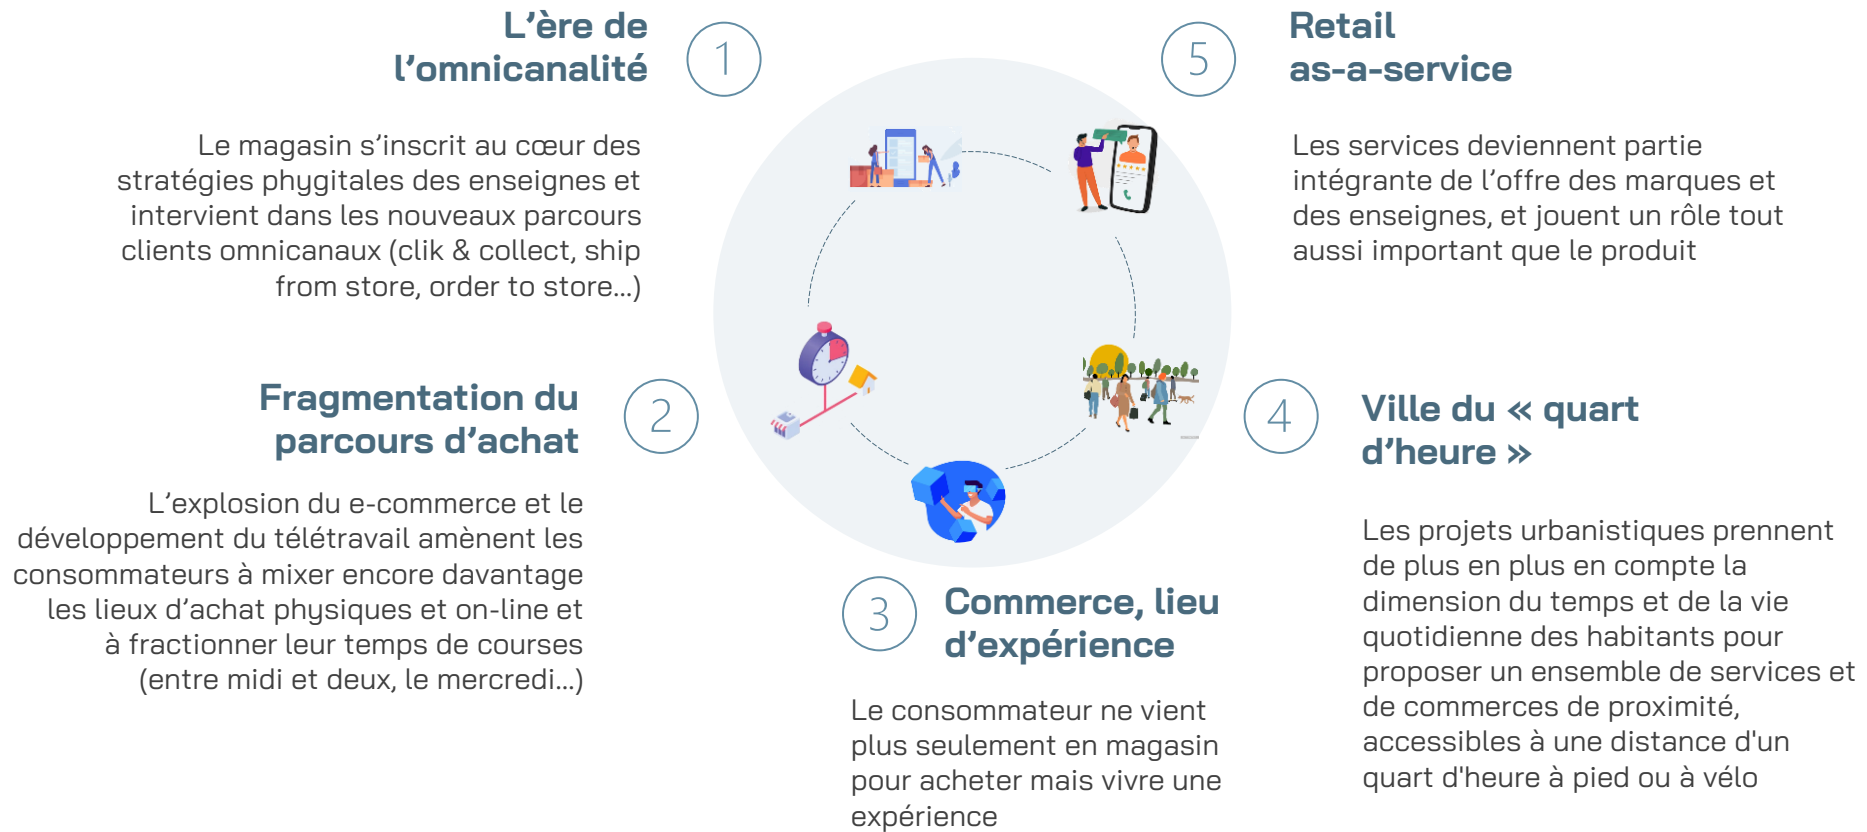 L’ère de
l’omnicanalité
1
Le magasin s’inscrit au cœur des
stratégies phygitales des enseignes et
intervient dans les nouveaux parcours
clients omnicanaux (clik & collect, ship
from store, order to store...)
Fragmentation du
parcours d’achat
2
L’explosion du e-commerce et le
développement du télétravail amènent les
consommateurs à mixer encore davantage
les lieux d’achat physiques et on-line et
à fractionner leur temps de courses
(entre midi et deux, le mercredi...)
3
Commerce, lieu
d’expérience
Le consommateur ne vient
plus seulement en magasin
pour acheter mais vivre une
expérience
4
Ville du « quart
d’heure »
Les projets urbanistiques prennent
de plus en plus en compte la
dimension du temps et de la vie
quotidienne des habitants pour
proposer un ensemble de services et
de commerces de proximité,
accessibles à une distance d'un
quart d'heure à pied ou à vélo
5
Retail
as-a-service
Les services deviennent partie
intégrante de l’offre des marques et
des enseignes, et jouent un rôle tout
aussi important que le produit